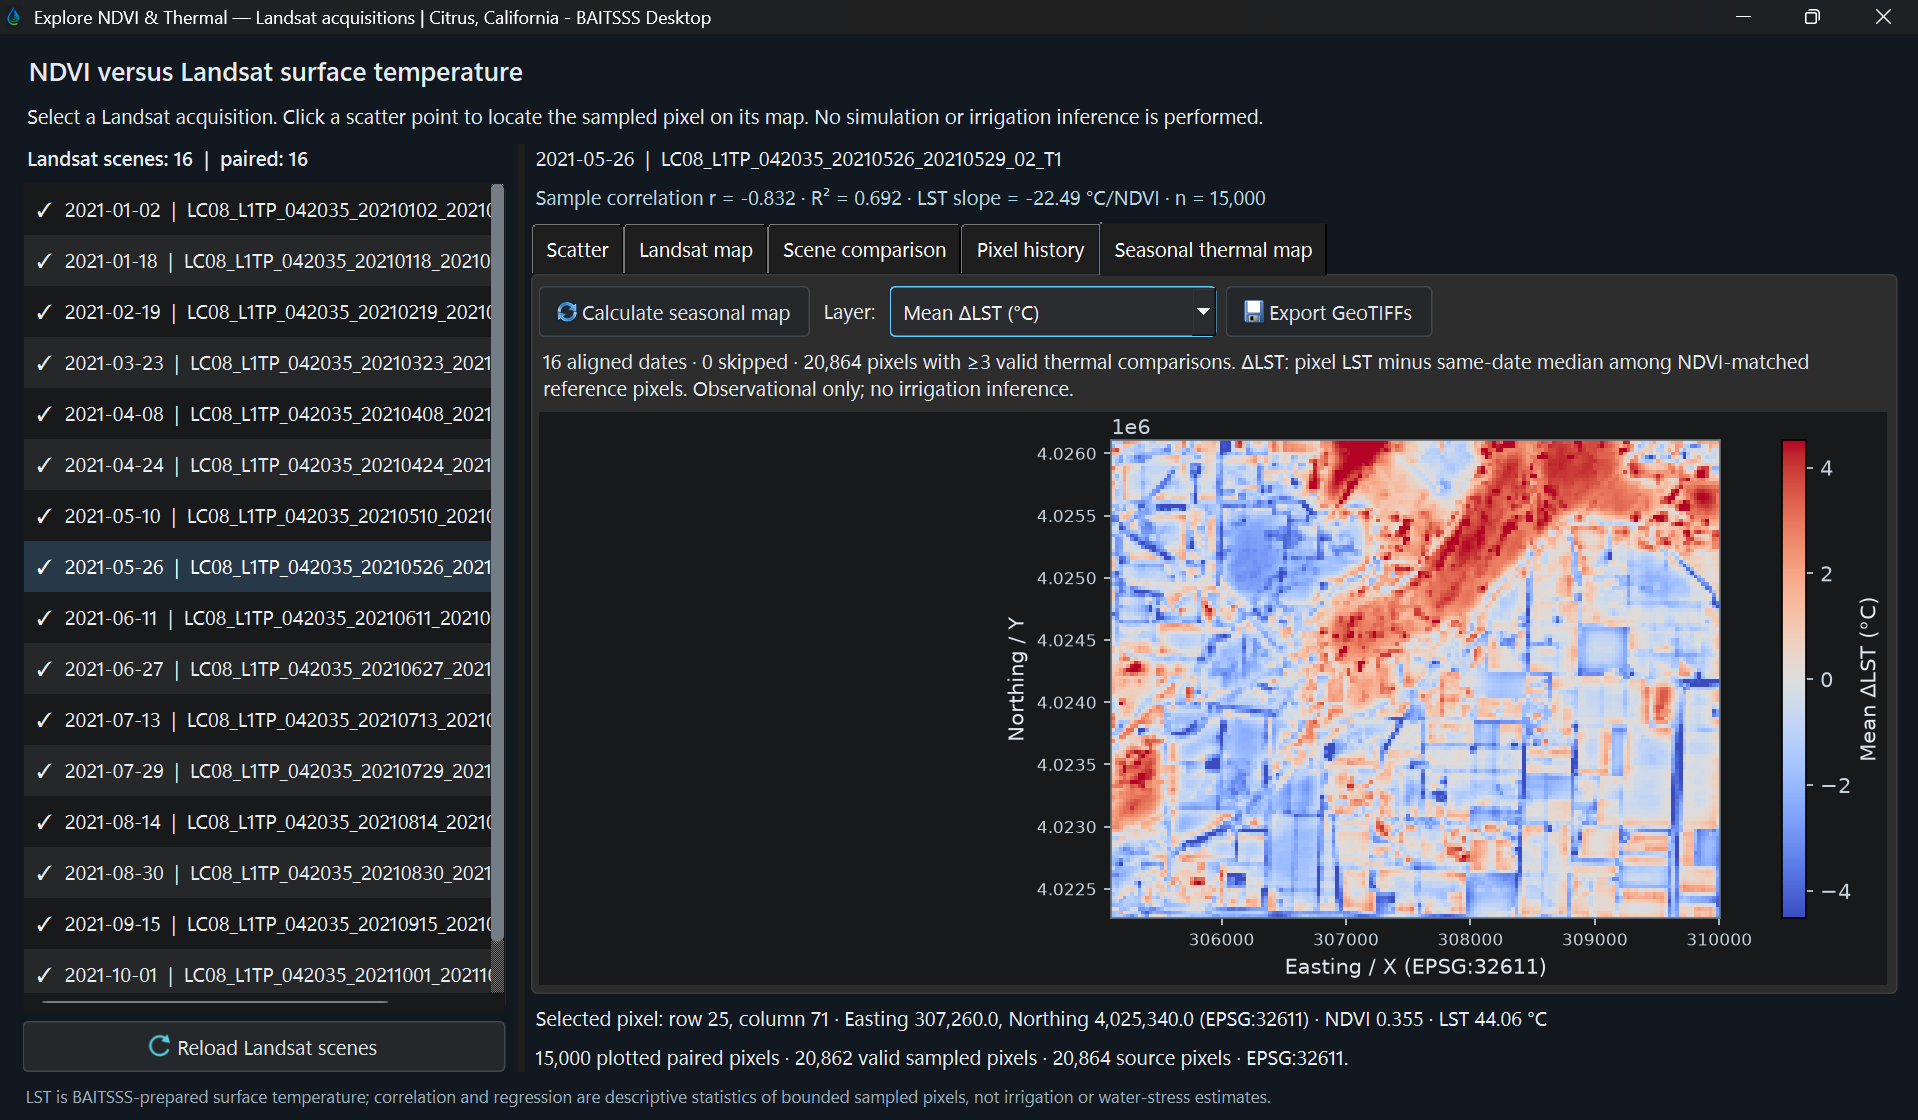 Explore NDVI & Thermal — Landsat acquisitions | Citrus, California - BAITSSS Desktop
NDVI versus Landsat surface temperature
Select a Landsat acquisition. Click a scatter point to locate the sampled pixel on its map. No simulation or irrigation inference is performed.
Landsat scenes: 16 | paired: 16
✓ 2021-01-02 | LC08_L1TP_042035_20210102_20210
✓ 2021-01-18 | LC08_L1TP_042035_20210118_20210
✓ 2021-02-19 | LC08_L1TP_042035_20210219_20210
✓ 2021-03-23 | LC08_L1TP_042035_20210323_2021
✓ 2021-04-08 | LC08_L1TP_042035_20210408_2021
✓ 2021-04-24 | LC08_L1TP_042035_20210424_2021
✓ 2021-05-10 | LC08_L1TP_042035_20210510_20210
✓ 2021-05-26 | LC08_L1TP_042035_20210526_2021
✓ 2021-06-11 | LC08_L1TP_042035_20210611_20210
✓ 2021-06-27 | LC08_L1TP_042035_20210627_2021
✓ 2021-07-13 | LC08_L1TP_042035_20210713_20210
✓ 2021-07-29 | LC08_L1TP_042035_20210729_2021
✓ 2021-08-14 | LC08_L1TP_042035_20210814_20210
✓ 2021-08-30 | LC08_L1TP_042035_20210830_2021
✓ 2021-09-15 | LC08_L1TP_042035_20210915_20210
✓ 2021-10-01 | LC08_L1TP_042035_20211001_202110
Reload Landsat scenes
2021-05-26 | LC08_L1TP_042035_20210526_20210529_02_T1
Sample correlation r = -0.832 · R² = 0.692 · LST slope = -22.49 °C/NDVI · n = 15,000
Scatter
Landsat map
Scene comparison
Pixel history
Seasonal thermal map
Calculate seasonal map
Layer:
Mean ΔLST (°C)
Export GeoTIFFs
16 aligned dates · 0 skipped · 20,864 pixels with ≥3 valid thermal comparisons. ΔLST: pixel LST minus same-date median among NDVI-matched
reference pixels. Observational only; no irrigation inference.
1e6
4.0260
4.0255
4.0250
4.0245
4.0240
4.0235
4.0230
4.0225
Northing / Y
306000
307000
308000
309000
310000
Easting / X (EPSG:32611)
4
2
0
−2
−4
Mean ΔLST (°C)
Selected pixel: row 25, column 71 · Easting 307,260.0, Northing 4,025,340.0 (EPSG:32611) · NDVI 0.355 · LST 44.06 °C
15,000 plotted paired pixels · 20,862 valid sampled pixels · 20,864 source pixels · EPSG:32611.
LST is BAITSSS-prepared surface temperature; correlation and regression are descriptive statistics of bounded sampled pixels, not irrigation or water-stress estimates.